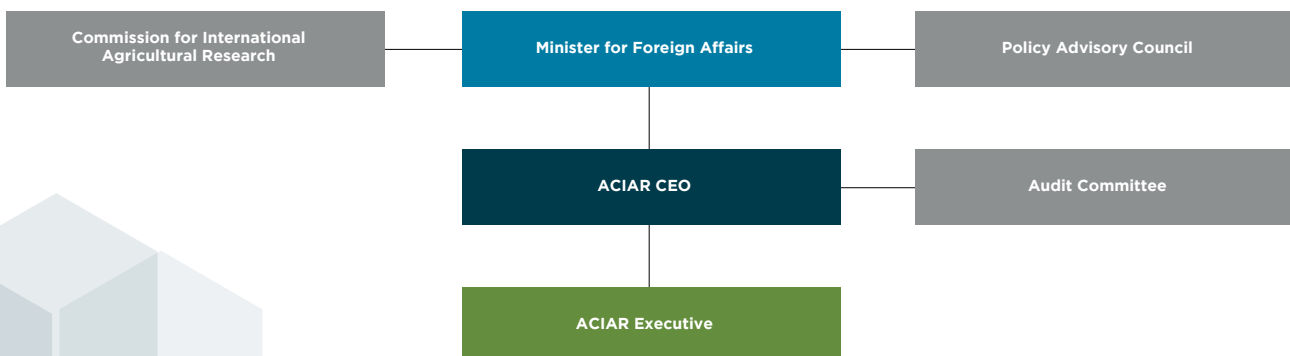 Commission for International
Agricultural Research
Minister for Foreign Affairs
Policy Advisory Council
ACIAR CEO
Audit Committee
ACIAR Executive